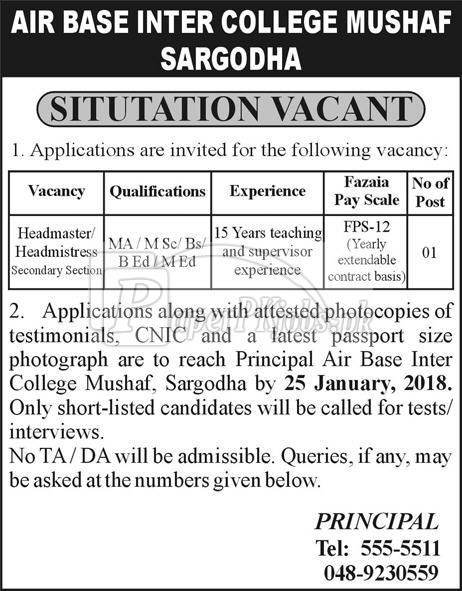 AIR BASE INTER COLLEGE MUSHAF
SARGODHA
SITUTATION VACANT
1. Applications are invited for the following vacancy:
Vacancy Qualifications Experience Fazaia Pay Scale No of Post
Headmaster/ Headmistress Secondary Section MA / M Sc/ Bs/ B Ed / M Ed 15 Years teaching and supervisor experience FPS-12 (Yearly extendable contract basis) 01
2. Applications along with attested photocopies of
testimonials, CNIC and a latest passport size
photograph are to reach Principal Air Base Inter
College Mushaf, Sargodha by 25 January, 2018.
Only short-listed candidates will be called for tests/
interviews.
No TA / DA will be admissible. Queries, if any, may
be asked at the numbers given below.
PRINCIPAL
Tel: 555-5511
048-9230559
PaperPKjobs.pk